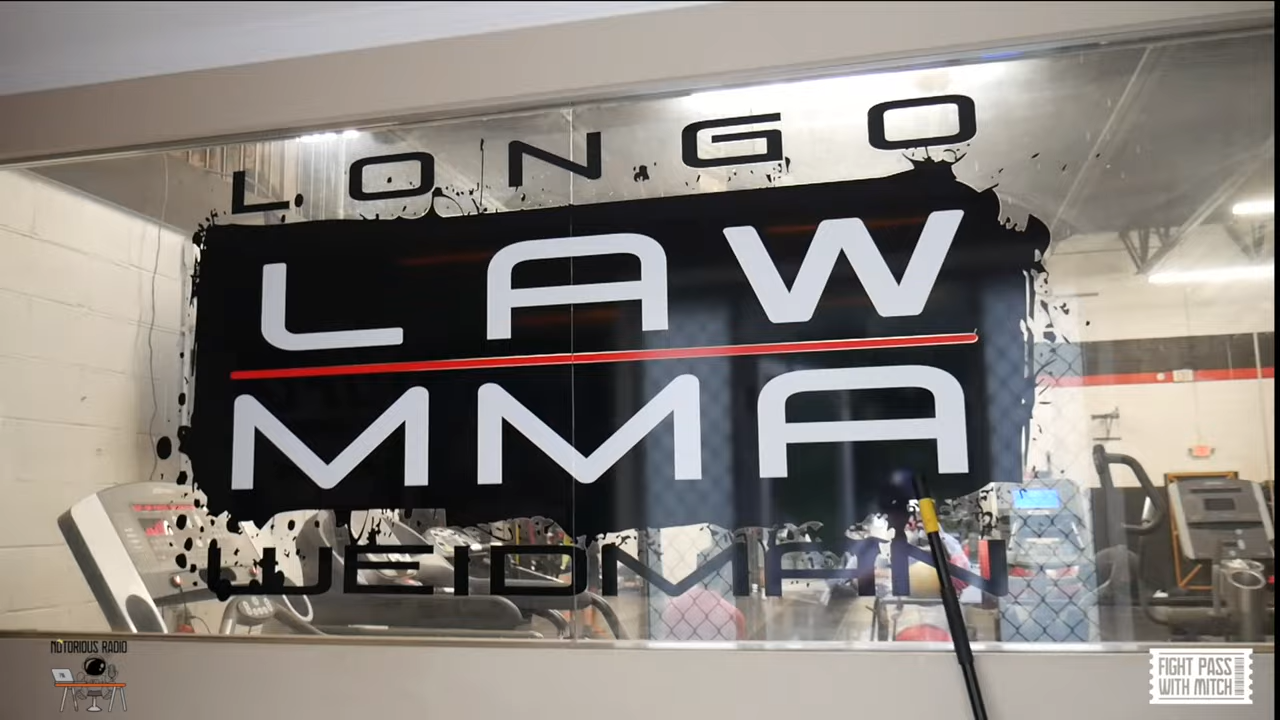 LONGO
LAW
MMA
WEIDMAN
NOTORIOUS RADIO
FIGHT PASS
WITH MITCH